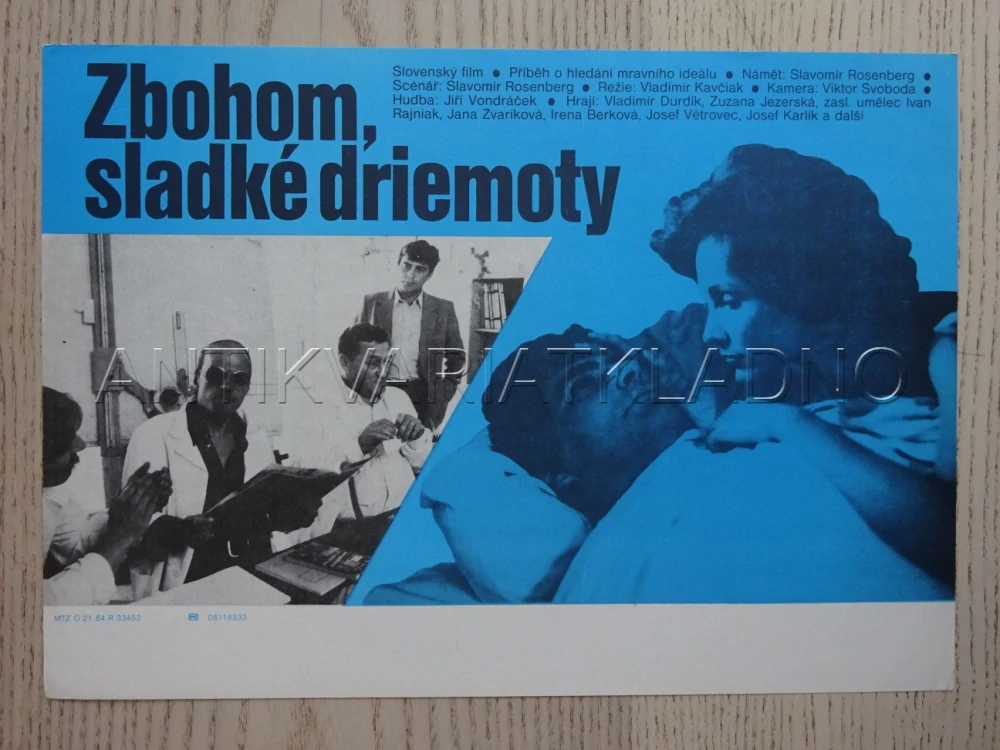 Zbohom,
sladké driemoty
Slovenský film ● Příběh o hledání mravního ideálu ● Námět: Slavomír Rosenberg ●
Scénář: Slavomír Rosenberg ● Režie: Vladimír Kavčiak ● Kamera: Viktor Svoboda ●
Hudba: Jiří Vondráček ● Hrají: Vladimír Durdík, Zuzana Jezerská, zasl. umělec Ivan
Rajniak, Jana Zvaríková, Irena Berková, Josef Větrovec, Josef Karlík a další
ANTIKVARIATKLADNO
MTZ O 21 84 R 33452
08118333